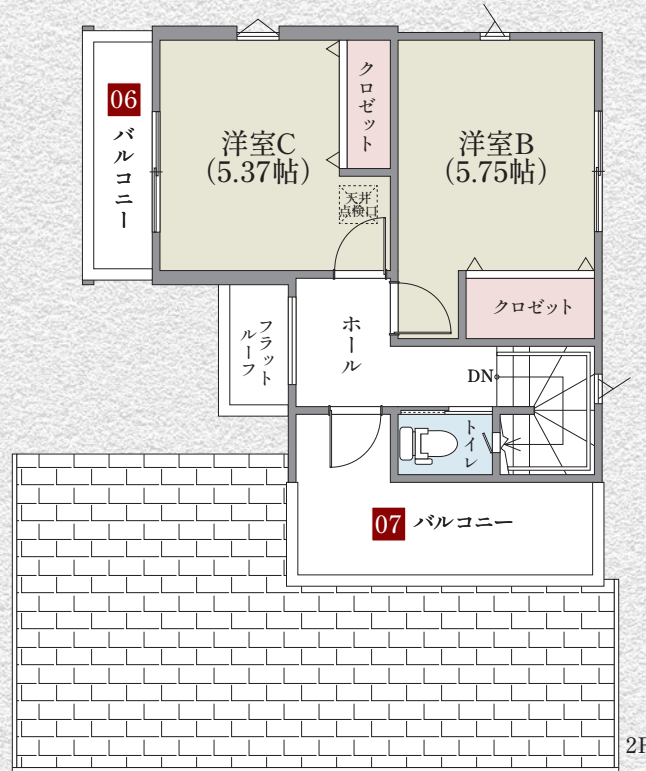 06
バルコニー
洋室C
(5.37帖)
クロゼット
天井
点検口
洋室B
(5.75帖)
クロゼット
フラット
ルーフ
ホール
DN
トイレ
07 バルコニー